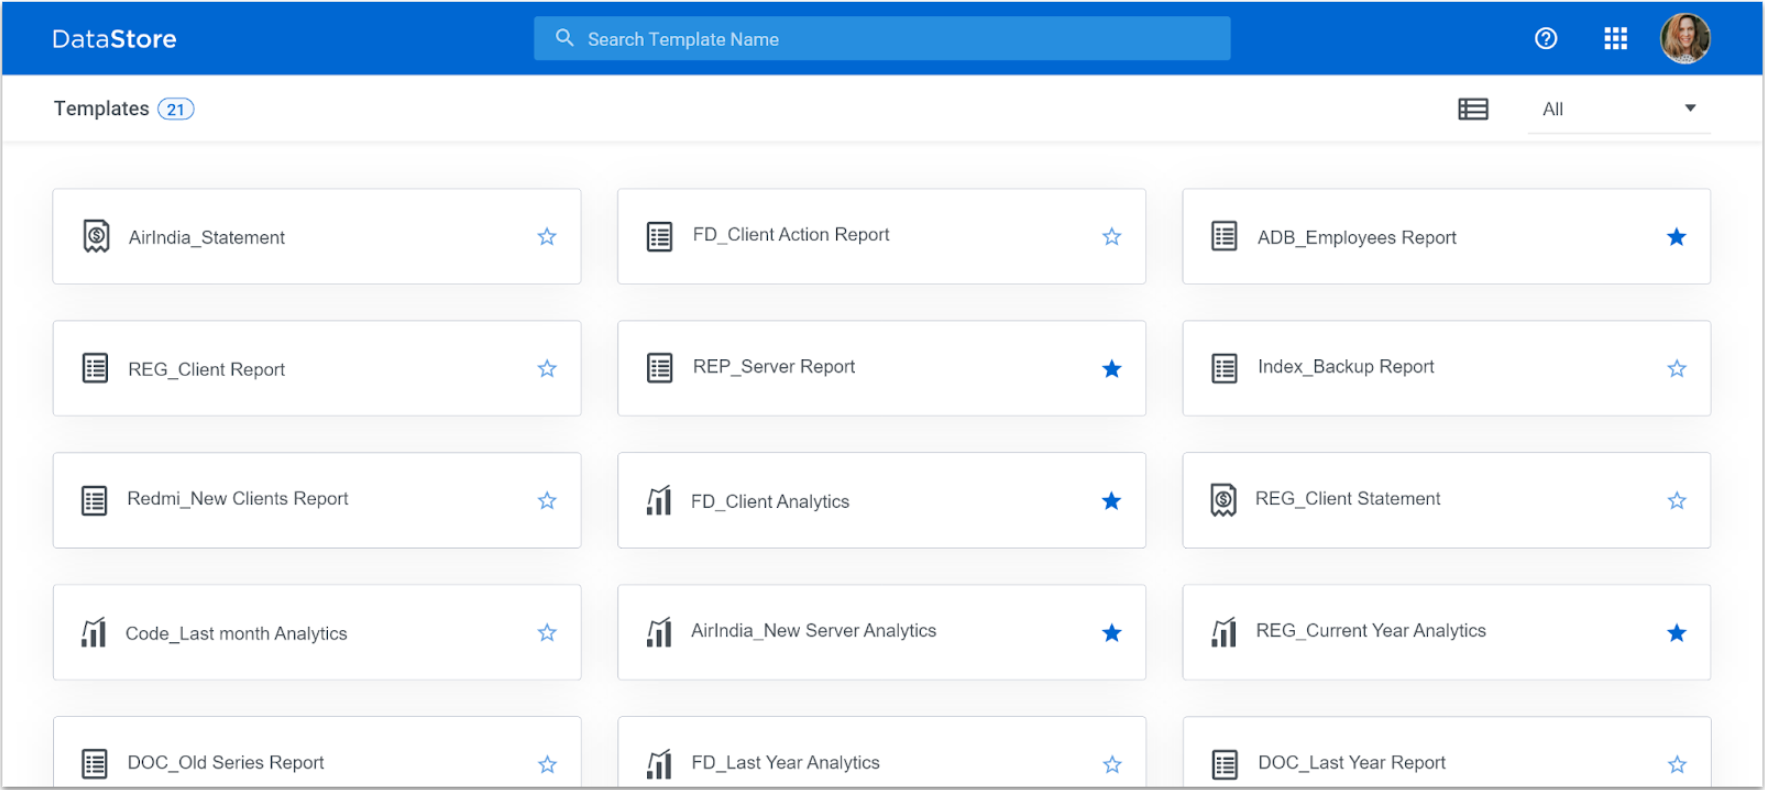 DataStore
Search Template Name
Templates 21
All
AirIndia_Statement
FD_Client Action Report
ADB_Employees Report
REG_Client Report
REP_Server Report
Index_Backup Report
Redmi_New Clients Report
FD_Client Analytics
REG_Client Statement
Code_Last month Analytics
AirIndia_New Server Analytics
REG_Current Year Analytics
DOC_Old Series Report
FD_Last Year Analytics
DOC_Last Year Report